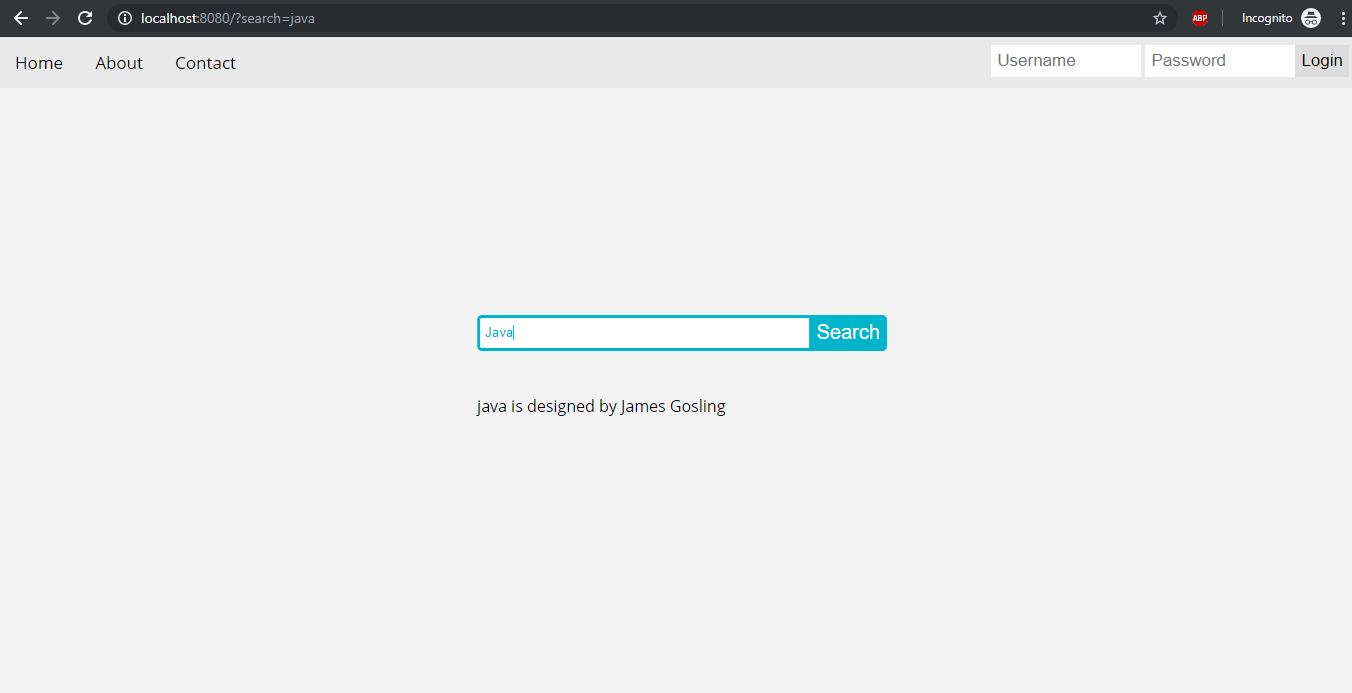 localhost:8080/?search=java
ABP
Incognito
Home About Contact Username Password Login
Java Search
java is designed by James Gosling